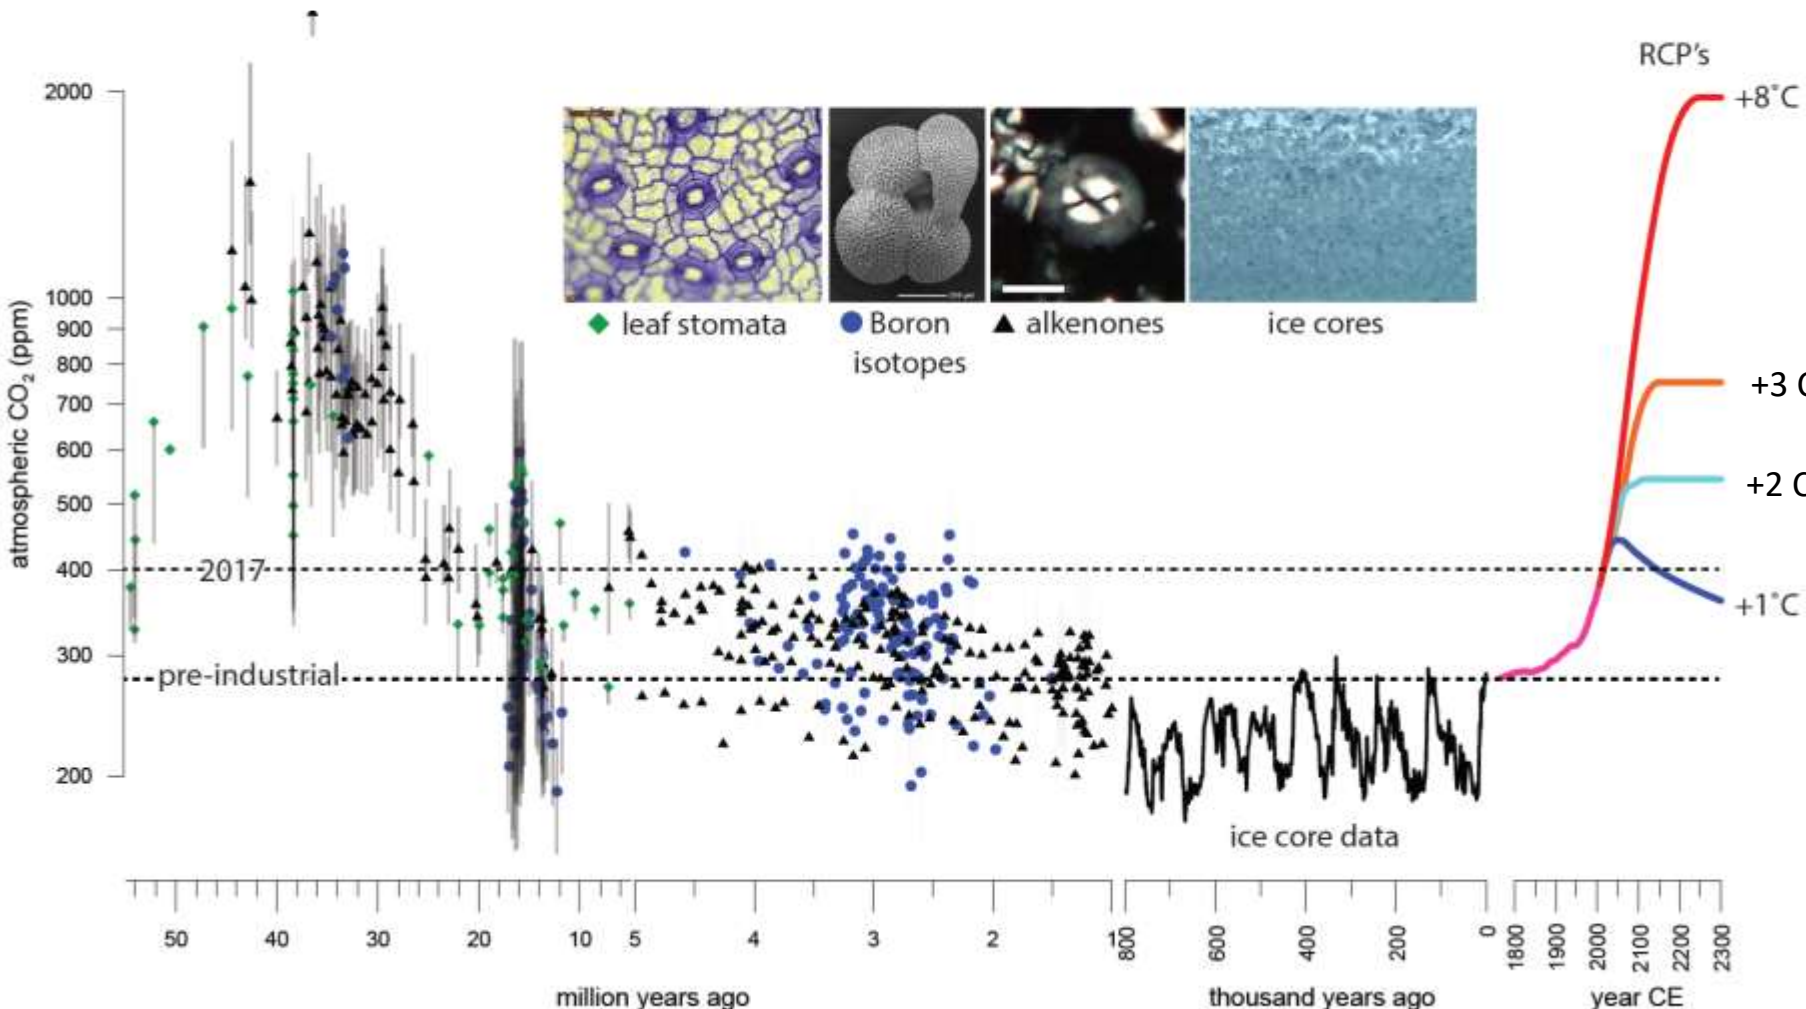 RCP's
+8°C
+3 C
+2 C
+1°C
atmospheric CO₂ (ppm)
2000
1000
900
800
700
600
500
400
300
200
leaf stomata
Boron
isotopes
alkenones
ice cores
2017
pre-industrial
ice core data
50 40 30 20 10 5 4 3 2 1
800 600 400 200 0
1800 1900 2000 2100 2200 2300
million years ago
thousand years ago
year CE